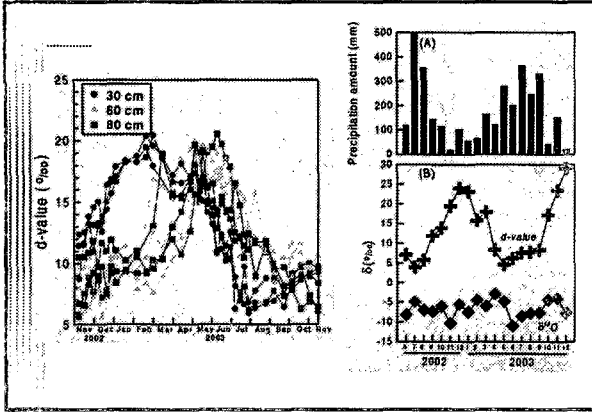 d-value (‰)
25
20
15
10
5
30 cm
60 cm
80 cm
Nov Oct Jan Feb Mar Apr May Jun Jul Aug Sep Oct Nov
2002 2003
(A)
Precipitation amount (mm)
500
400
300
200
100
0
(B)
δ(‰)
30
25
20
15
10
5
0
-5
-10
-15
d-value
δ¹⁸O
2002 2003